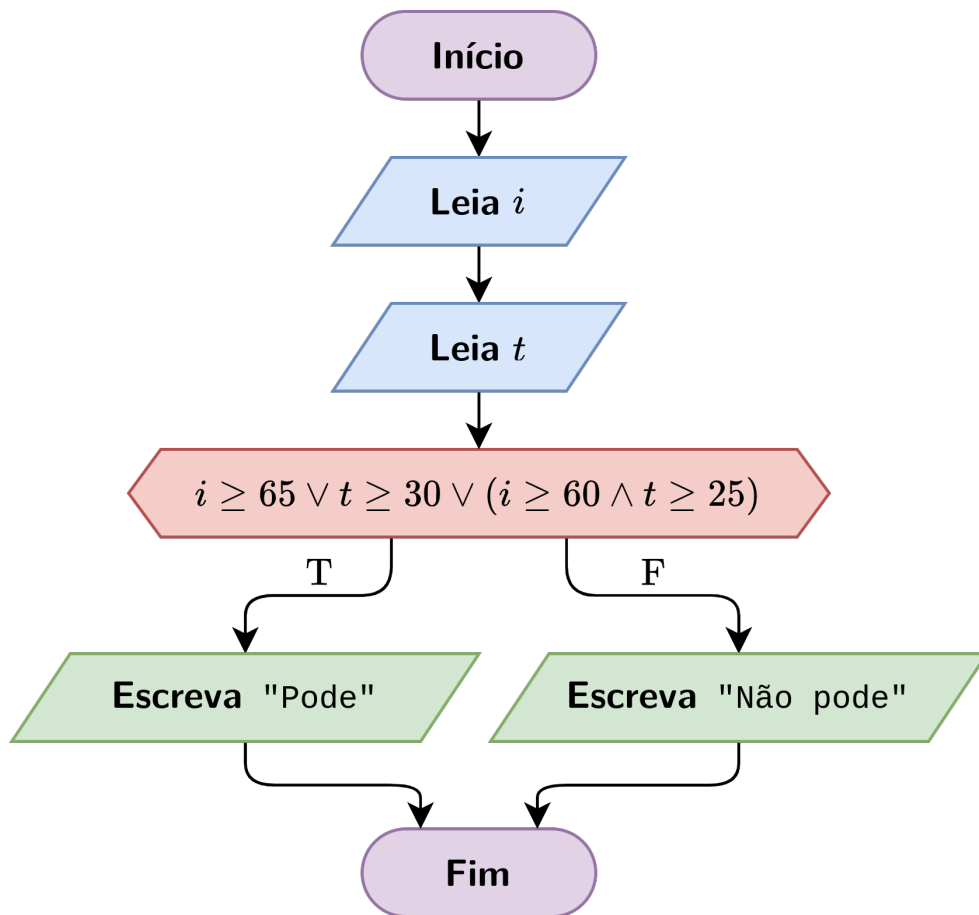 Início
Leia i
Leia t
i ≥ 65 ∨ t ≥ 30 ∨ (i ≥ 60 ∧ t ≥ 25)
T
F
Escreva "Pode"
Escreva "Não pode"
Fim